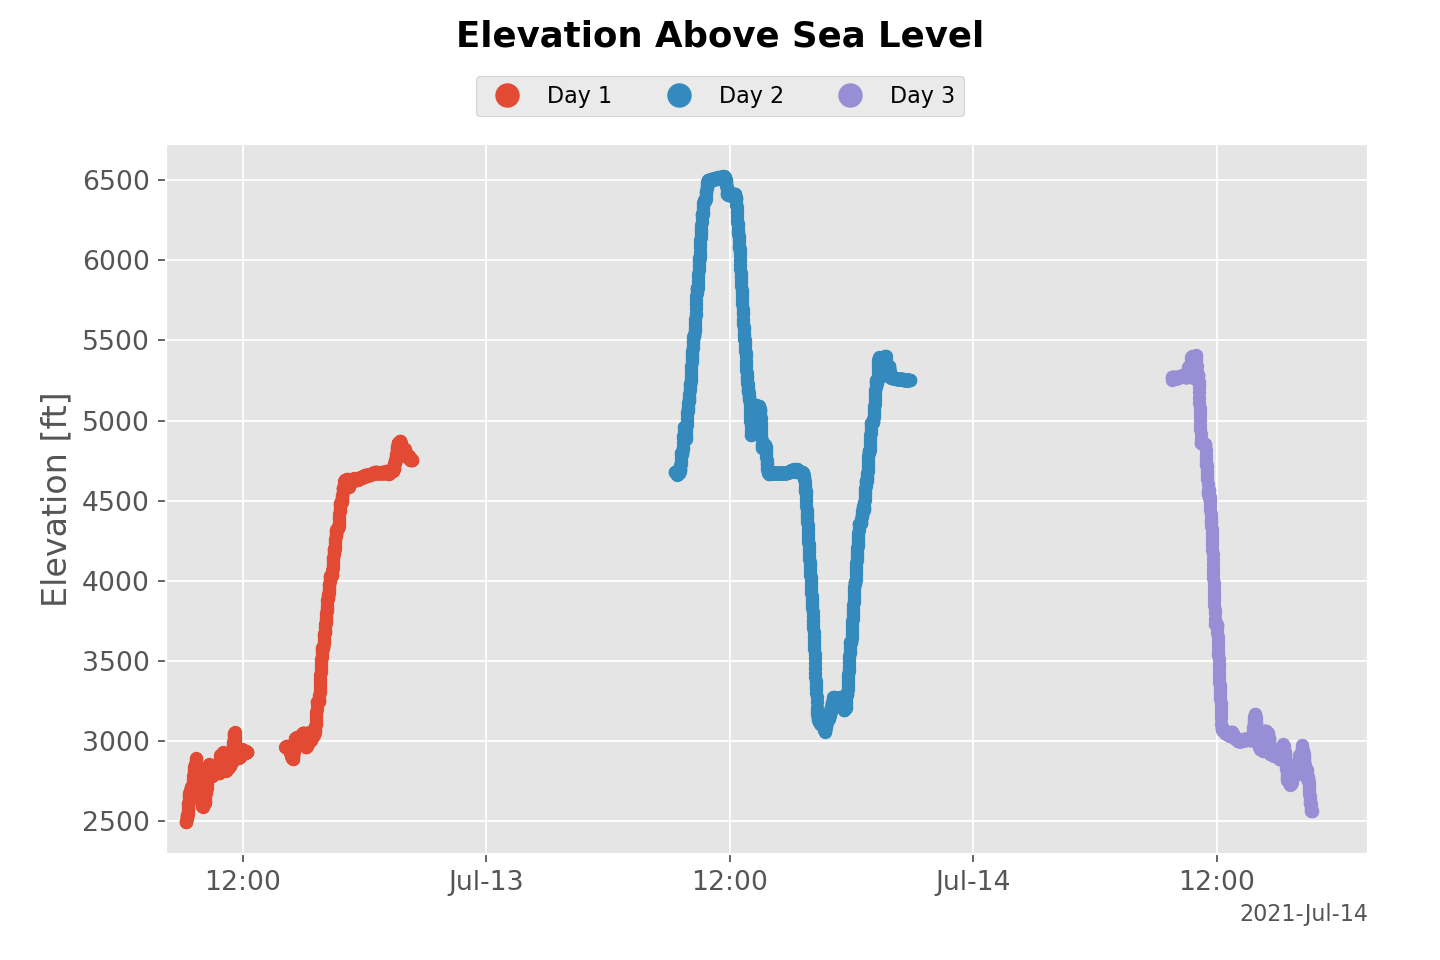 Elevation Above Sea Level
Day 1 Day 2 Day 3
6500
6000
5500
5000
4500
4000
3500
3000
2500
Elevation [ft]
12:00 Jul-13 12:00 Jul-14 12:00
2021-Jul-14